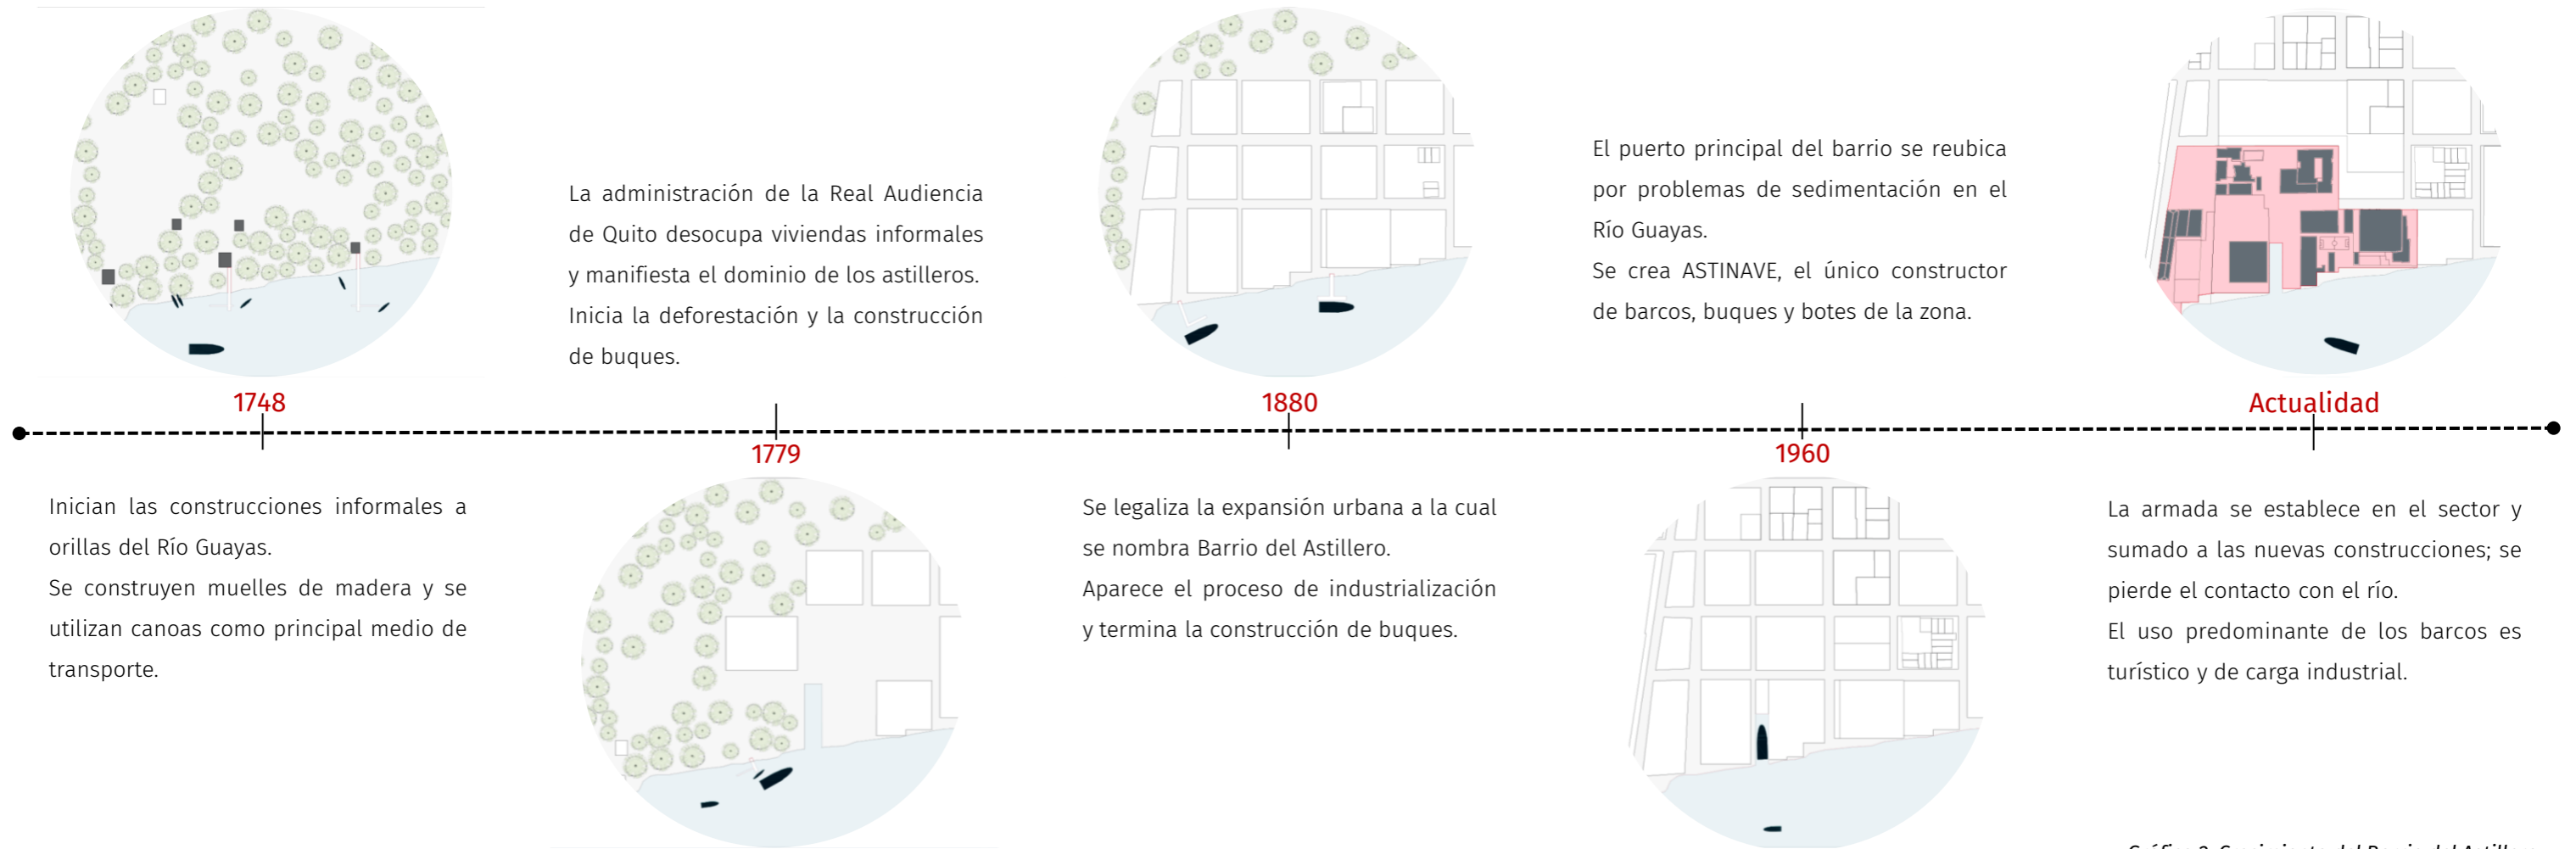 1748
Inician las construcciones informales a
orillas del Río Guayas.
Se construyen muelles de madera y se
utilizan canoas como principal medio de
transporte.
La administración de la Real Audiencia
de Quito desocupa viviendas informales
y manifiesta el dominio de los astilleros.
Inicia la deforestación y la construcción
de buques.
1779
1880
Se legaliza la expansión urbana a la cual
se nombra Barrio del Astillero.
Aparece el proceso de industrialización
y termina la construcción de buques.
El puerto principal del barrio se reubica
por problemas de sedimentación en el
Río Guayas.
Se crea ASTINAVE, el único constructor
de barcos, buques y botes de la zona.
1960
Actualidad
La armada se establece en el sector y
sumado a las nuevas construcciones; se
pierde el contacto con el río.
El uso predominante de los barcos es
turístico y de carga industrial.